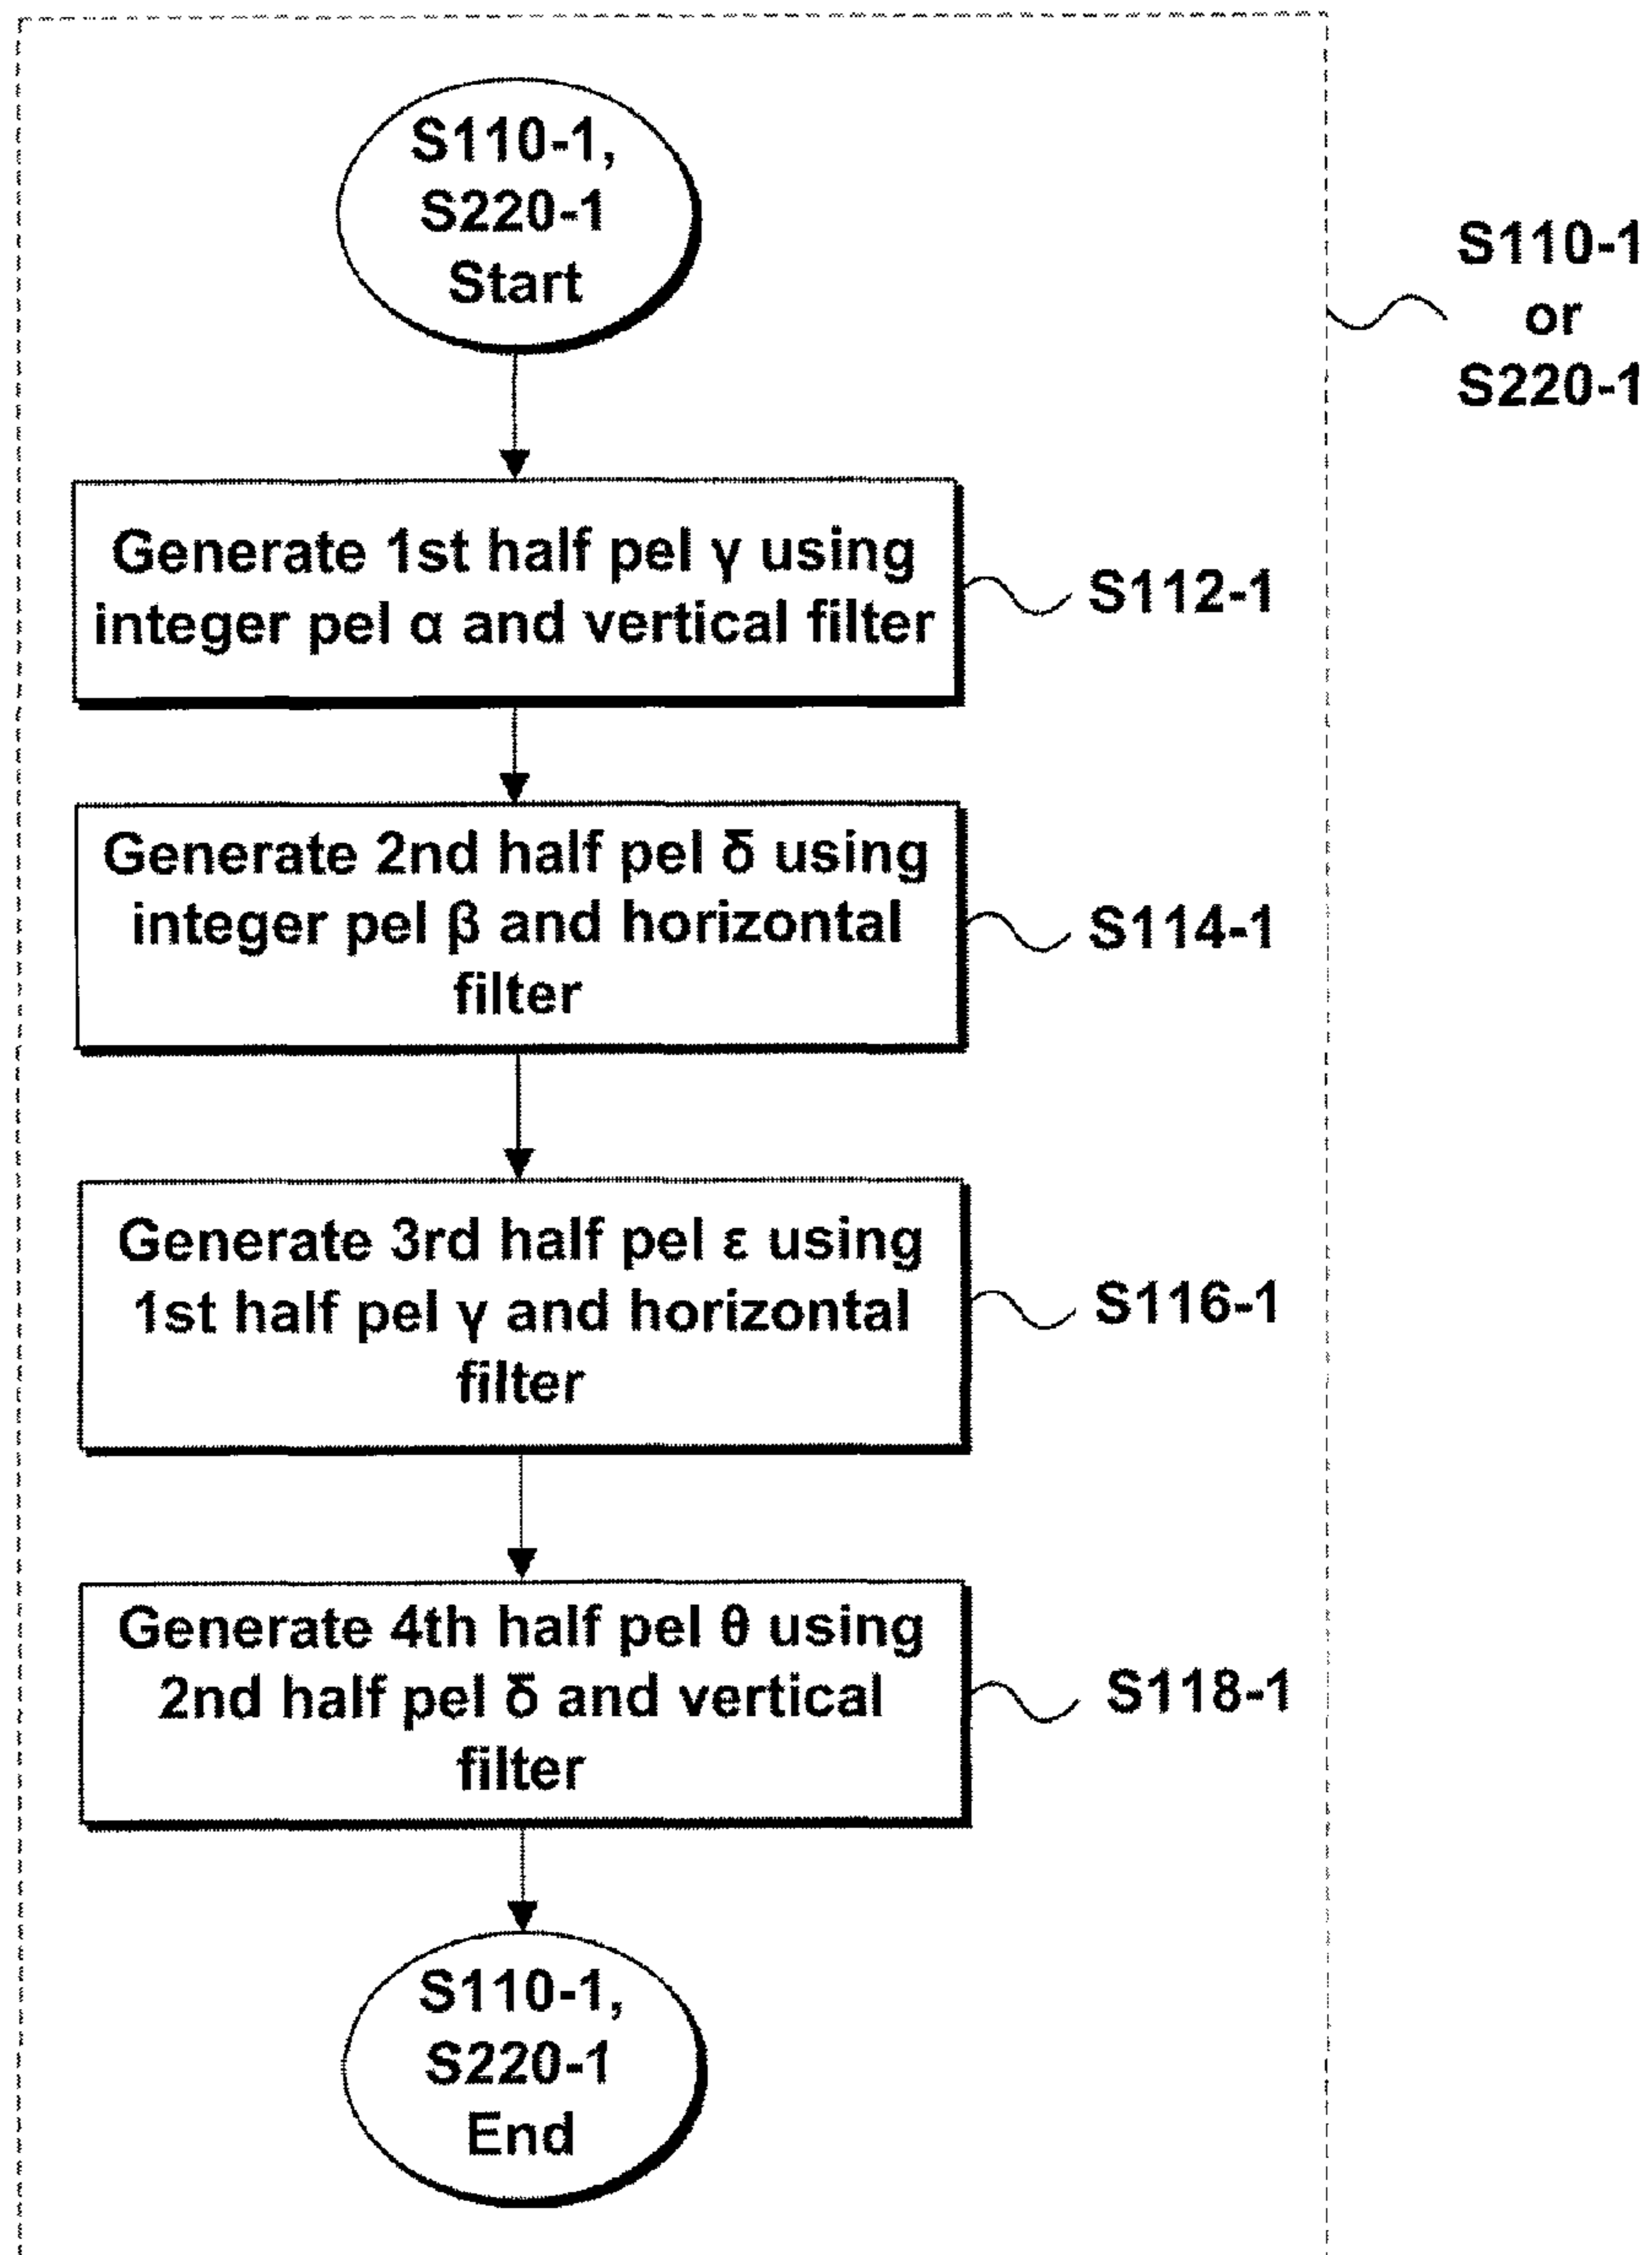 S110-1,
S220-1
Start
S110-1
or
S220-1
Generate 1st half pel γ using
integer pel α and vertical filter
S112-1
Generate 2nd half pel δ using
integer pel β and horizontal
filter
S114-1
Generate 3rd half pel ε using
1st half pel γ and horizontal
filter
S116-1
Generate 4th half pel θ using
2nd half pel δ and vertical
filter
S118-1
S110-1,
S220-1
End